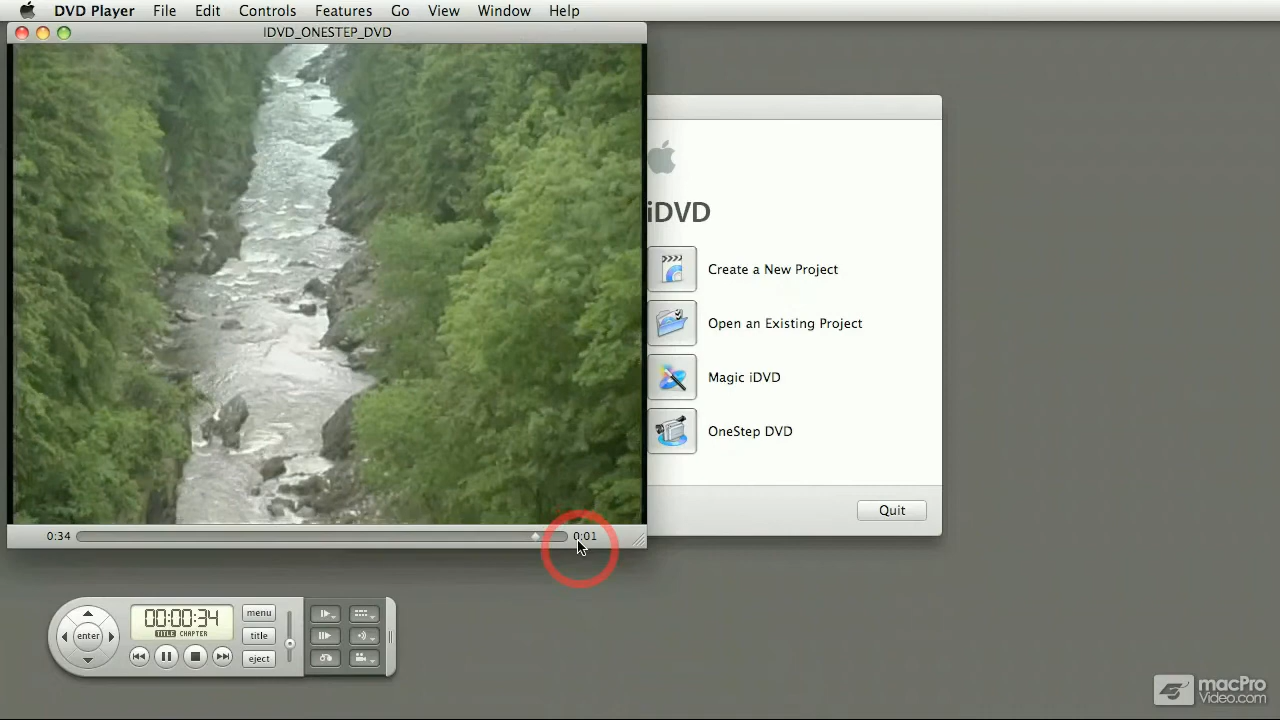 DVD Player File Edit Controls Features Go View Window Help
IDVD_ONESTEP_DVD
iDVD
Create a New Project
Open an Existing Project
Magic iDVD
OneStep DVD
Quit
0:34 0:01
00:00:34
TITLE CHAPTER
enter
menu
title
eject
macPro
Video.com